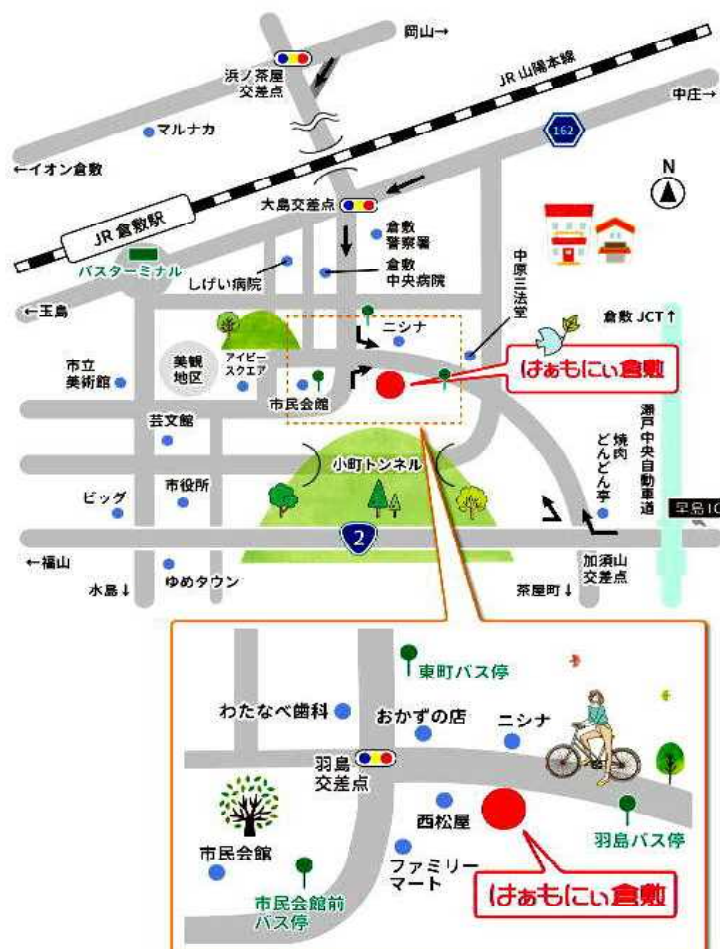 岡山→
浜ノ茶屋
交差点
JR 山陽本線
中庄→
162
マルナカ
←イオン倉敷
N
大島交差点
JR 倉敷駅
倉敷
警察署
バスターミナル
しげい病院
倉敷
中央病院
中原三法堂
←玉島
倉敷 JCT↑
ニシナ
美観
地区
アイビー
スクエア
市立
美術館
はぁもにぃ倉敷
市民会館
芸文館
瀬戸中央自動車道
焼肉
どんどん亭
小町トンネル
ビッグ
市役所
早島IC
2
←福山
ゆめタウン
水島↓
加須山
交差点
茶屋町↓
東町バス停
わたなべ歯科
おかずの店
ニシナ
羽島
交差点
西松屋
羽島バス停
市民会館
ファミリー
マート
市民会館前
バス停
はぁもにぃ倉敷